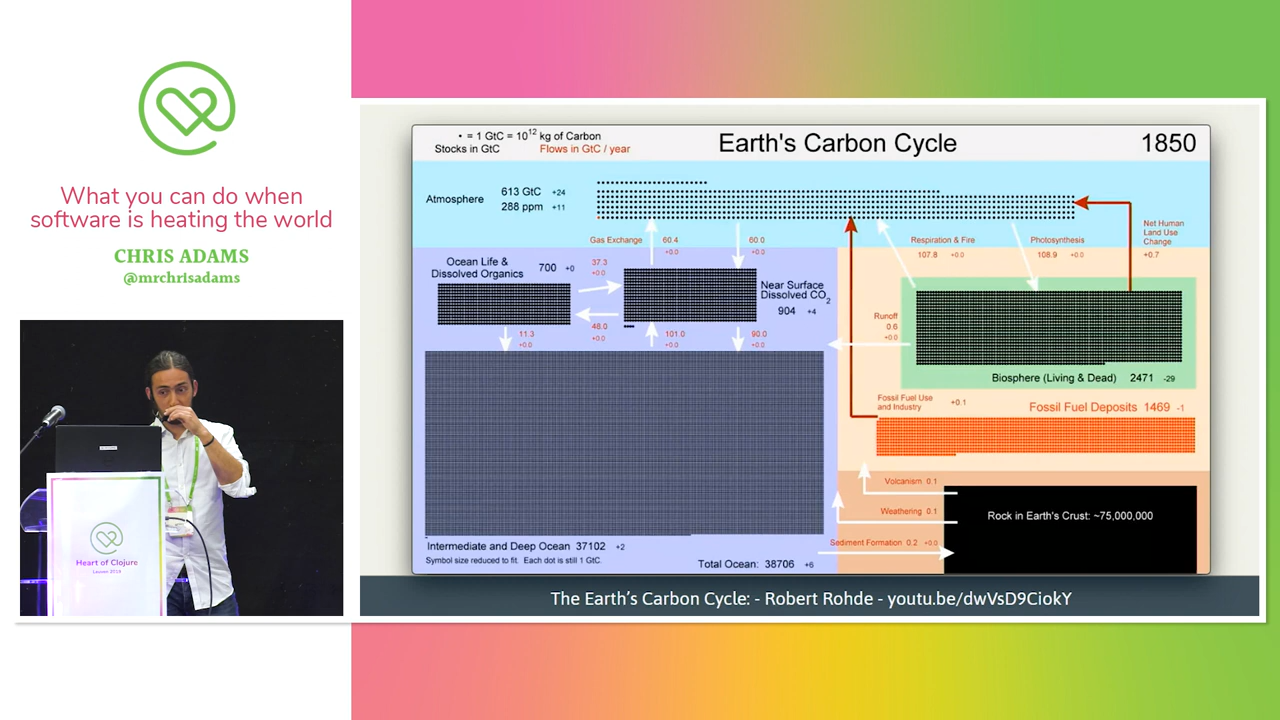 What you can do when
software is heating the world
CHRIS ADAMS
@mrchrisadams
Heart of Clojure
Leuven 2019
• = 1 GtC = 10¹² kg of Carbon
Stocks in GtC Flows in GtC / year
Earth's Carbon Cycle
1850
Atmosphere
613 GtC +24
288 ppm +11
Gas Exchange
60.4
+0.0
60.0
+0.0
Respiration & Fire
107.8 +0.0
Photosynthesis
108.9 +0.0
Net Human
Land Use
Change
+0.7
Ocean Life &
Dissolved Organics
700 +0
37.3
+0.0
Near Surface
Dissolved CO₂
904 +4
48.0
+0.0
11.3
+0.0
101.0
+0.0
90.0
+0.0
Runoff
0.6
+0.0
Biosphere (Living & Dead) 2471 -29
Fossil Fuel Use
and Industry
+0.1
Fossil Fuel Deposits 1469 -1
Volcanism 0.1
Weathering 0.1
Sediment Formation 0.2 +0.0
Rock in Earth's Crust: ~75,000,000
Intermediate and Deep Ocean 37102 +2
Symbol size reduced to fit. Each dot is still 1 GtC.
Total Ocean: 38706 +6
The Earth's Carbon Cycle: - Robert Rohde - youtu.be/dwVsD9CiokY